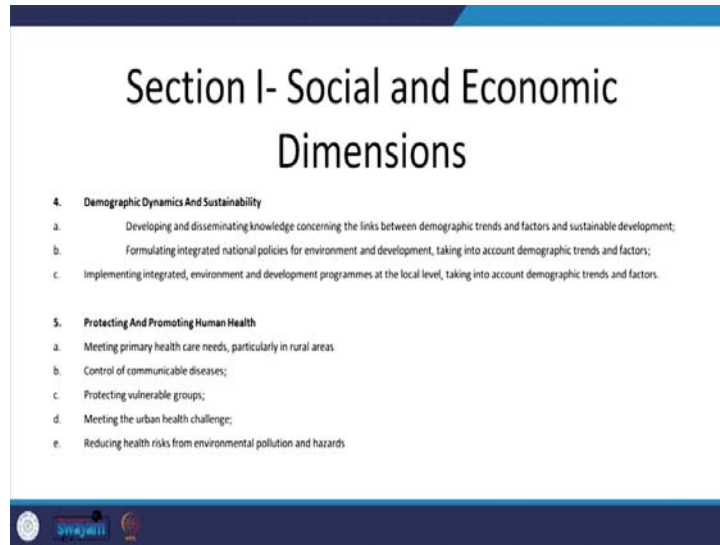 Section I- Social and Economic
Dimensions
4. Demographic Dynamics And Sustainability
a. Developing and disseminating knowledge concerning the links between demographic trends and factors and sustainable development;
b. Formulating integrated national policies for environment and development, taking into account demographic trends and factors;
c. Implementing integrated, environment and development programmes at the local level, taking into account demographic trends and factors.
5. Protecting And Promoting Human Health
a. Meeting primary health care needs, particularly in rural areas
b. Control of communicable diseases;
c. Protecting vulnerable groups;
d. Meeting the urban health challenge;
e. Reducing health risks from environmental pollution and hazards
swayam